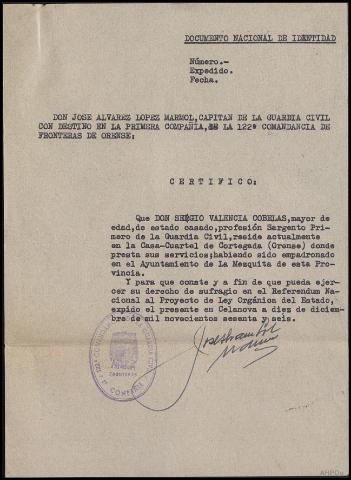 DOCUMENTO NACIONAL DE IDENTIDAD
Número.-
Expedido.
Fecha.
DON JOSE ALVAREZ LOPEZ MARMOL, CAPITAN DE LA GUARDIA CIVIL
CON DESTINO EN LA PRIMERA COMPAÑIA, DE LA 122ª COMANDANCIA DE
FRONTERAS DE ORENSE:
CERTIFICO:
Que DON SERGIO VALENCIA COBELAS, mayor de
edad, de estado casado, profesión Sargento Pri-
mero de la Guardia Civil, reside actualmente
en la Casa-Cuartel de Cortegada (Orense) donde
presta sus servicios; habiendo sido empadronado
en el Ayuntamiento de La Mezquita de esta Pro-
vincia.
Y para que conste y a fin de que pueda ejer-
cer su derecho de sufragio en el Referendum Na-
cional al Proyecto de Ley Orgánica del Estado,
expido el presente en Celanova a diez de diciem-
bre de mil novecientos sesenta y seis.